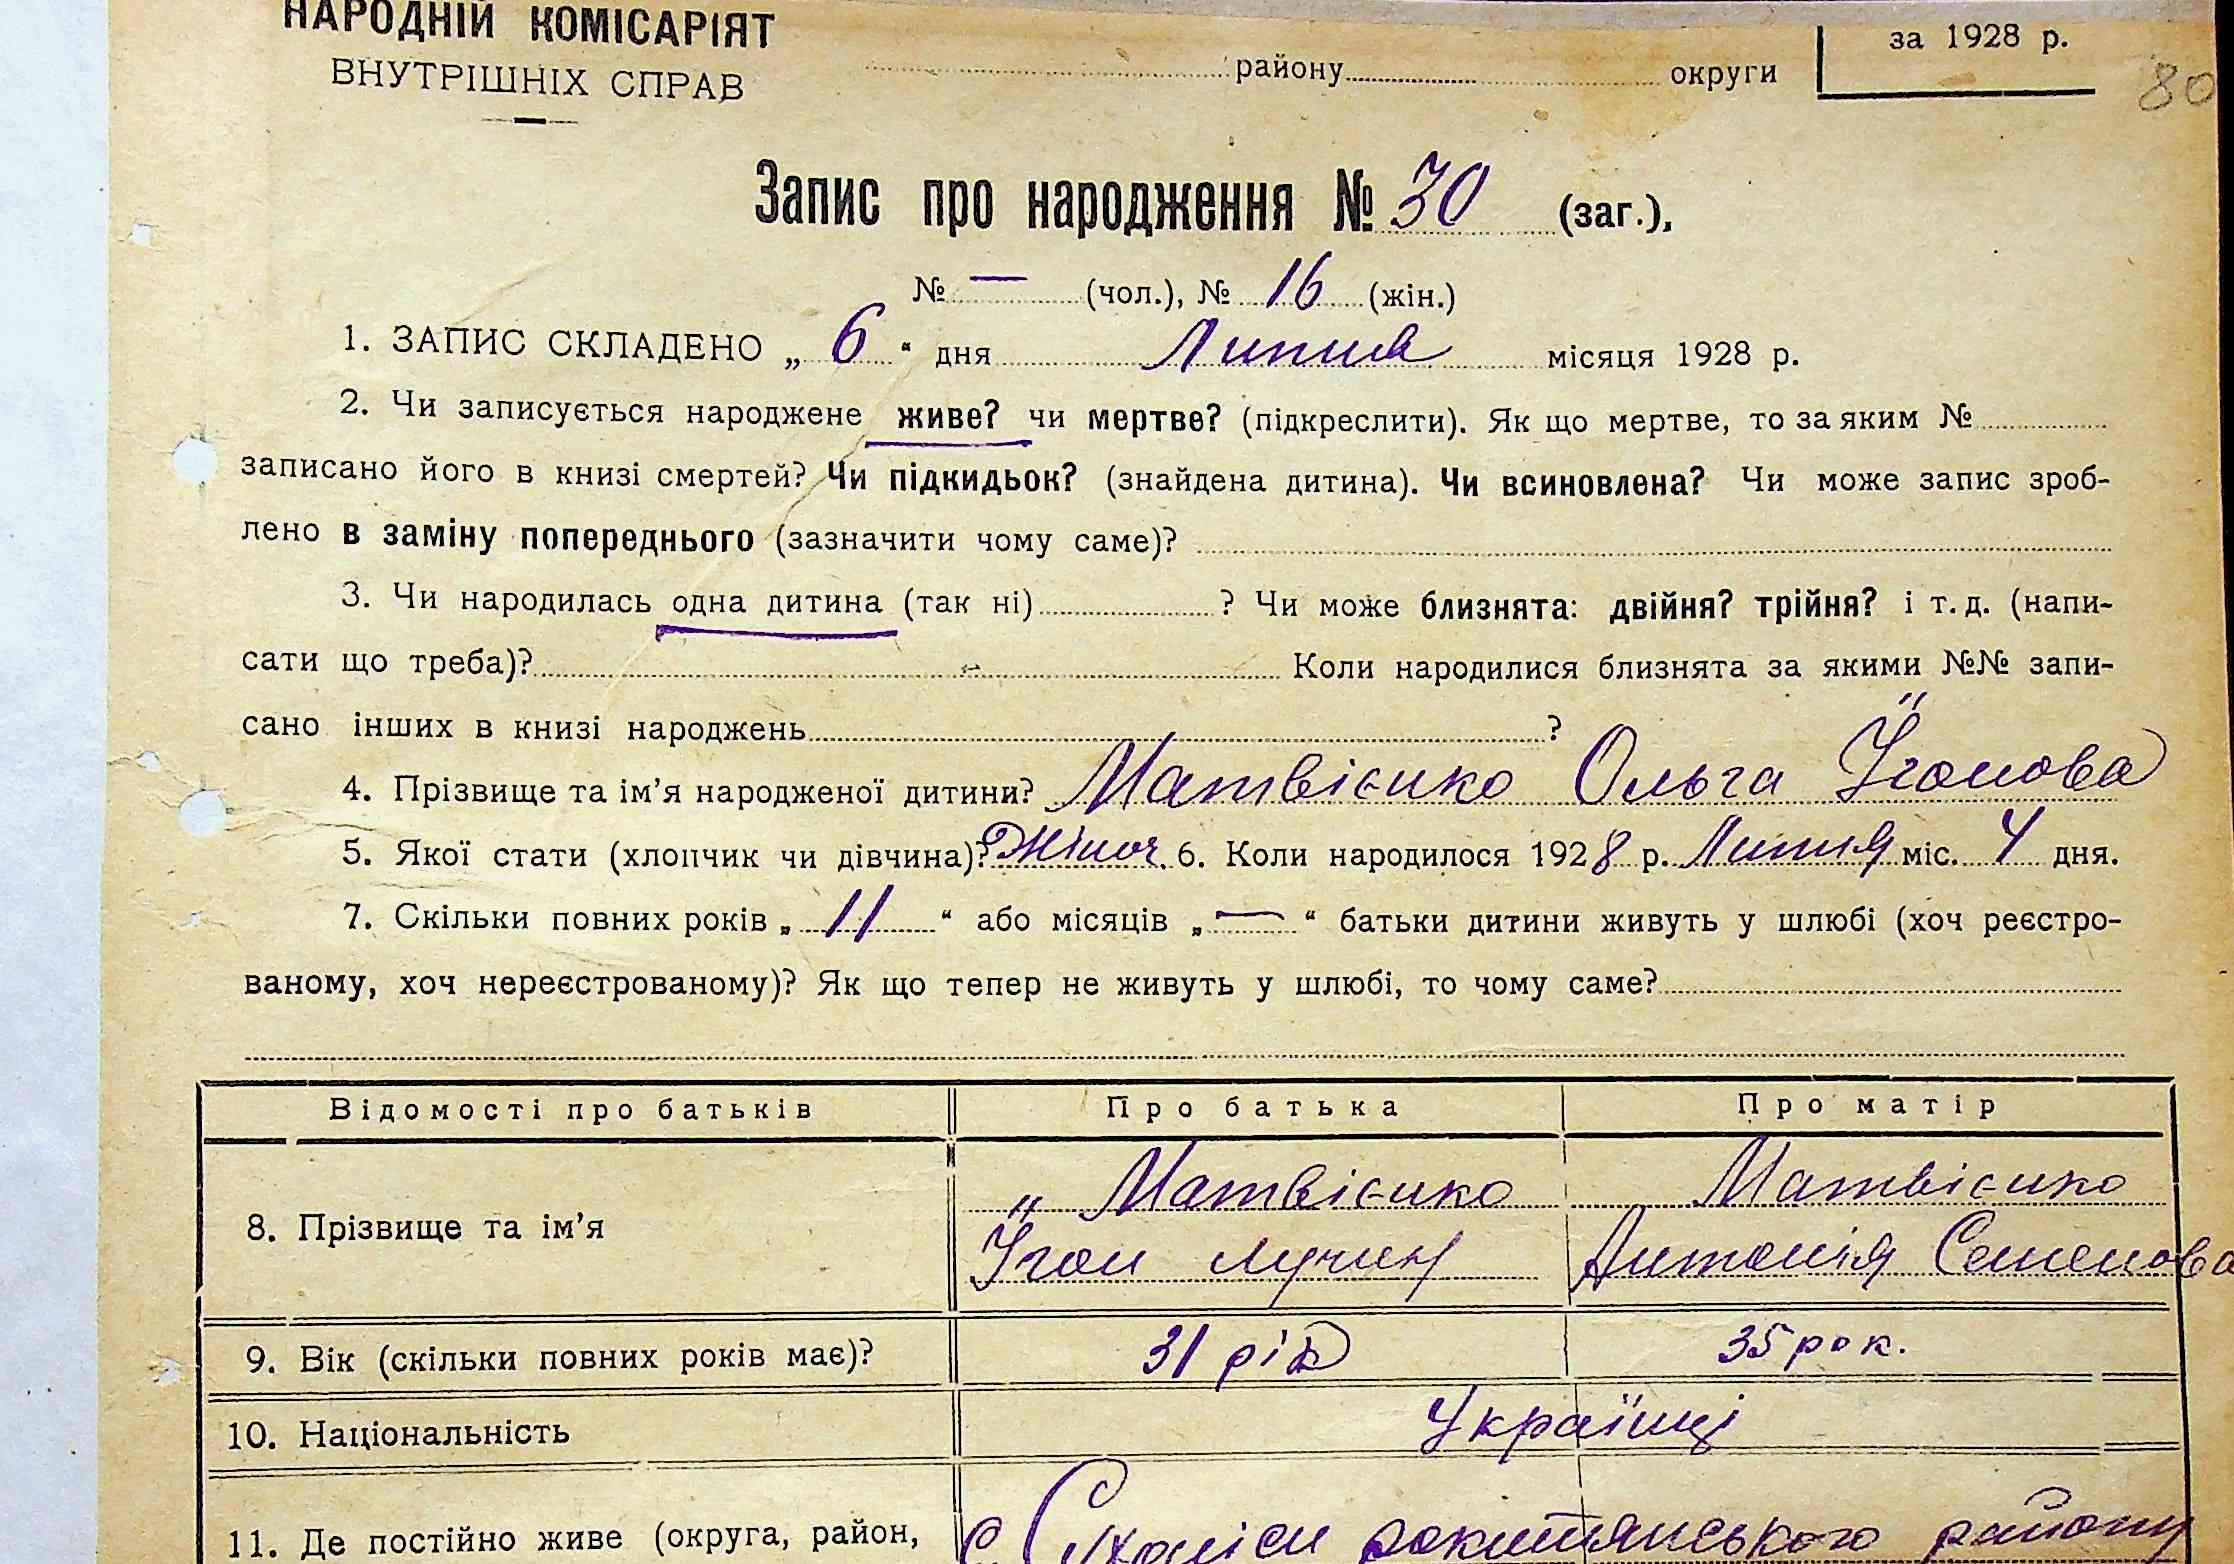 НАРОДНІЙ КОМІСАРІЯТ
ВНУТРІШНІХ СПРАВ
району округи
за 1928 р.
80
Запис про народження № 30 (заг.),
№ — (чол.), № 16 (жін.)
1. ЗАПИС СКЛАДЕНО „ 6 “ дня Липня місяця 1928 р.
2. Чи записується народжене живе? чи мертве? (підкреслити). Як що мертве, то за яким №
записано його в книзі смертей? Чи підкидьок? (знайдена дитина). Чи всиновлена? Чи може запис зроб-
лено в заміну попереднього (зазначити чому саме)?
3. Чи народилась одна дитина (так ні) ? Чи може близнята: двійня? трійня? і т. д. (напи-
сати що треба)? Коли народилися близнята за якими №№ запи-
сано інших в книзі народжень ?
4. Прізвище та ім’я народженої дитини? Матвієнко Ольга Їгонова
5. Якої стати (хлопчик чи дівчина)? Жіноч. 6. Коли народилося 1928 р. Липня міс. 4 дня.
7. Скільки повних років „ 11 “ або місяців „ — “ батьки дитини живуть у шлюбі (хоч реєстро-
ваному, хоч нереєстрованому)? Як що тепер не живуть у шлюбі, то чому саме?
Відомості про батьків Про батька Про матір
8. Прізвище та ім’я Матвієнко Їгон Матвієнко Антонія Семенова
9. Вік (скільки повних років має)? 31 рік 35 рок.
10. Національність Українці
11. Де постійно живе (округа, район, с. рокитянського району